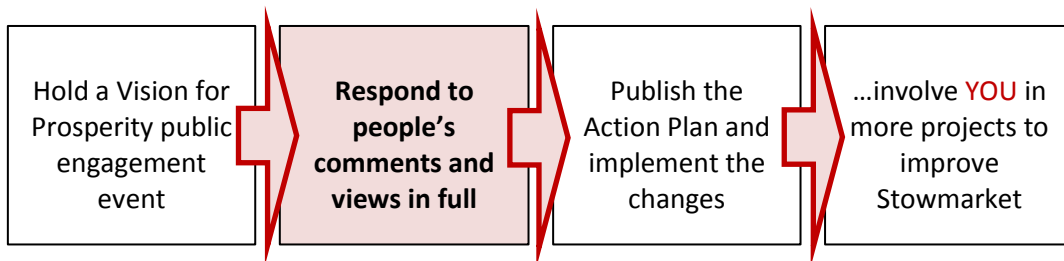 Hold a Vision for
Prosperity public
engagement
event
Respond to
people’s
comments and
views in full
Publish the
Action Plan and
implement the
changes
…involve YOU in
more projects to
improve
Stowmarket